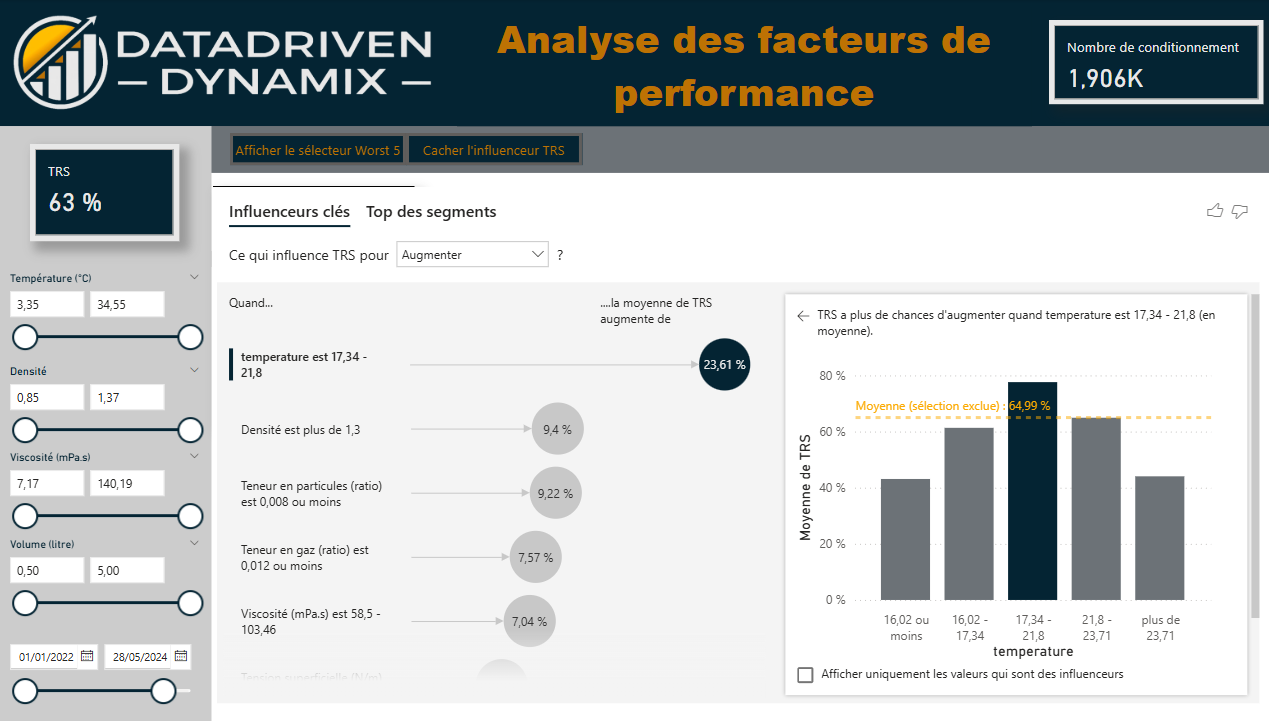 DATADRIVEN
— DYNAMIX —
Analyse des facteurs de
performance
Nombre de conditionnement
1,906K
TRS
63 %
Afficher le sélecteur Worst 5
Cacher l'influenceur TRS
Température (°C)
3,35
34,55
Densité
0,85
1,37
Viscosité (mPa.s)
7,17
140,19
Volume (litre)
0,50
5,00
01/01/2022
28/05/2024
Influenceurs clés
Top des segments
Ce qui influence TRS pour
Augmenter
?
Quand...
....la moyenne de TRS
augmente de
temperature est 17,34 -
21,8
23,61 %
Densité est plus de 1,3
9,4 %
Teneur en particules (ratio)
est 0,008 ou moins
9,22 %
Teneur en gaz (ratio) est
0,012 ou moins
7,57 %
Viscosité (mPa.s) est 58,5 -
103,46
7,04 %
Tension superficielle (N/m)
TRS a plus de chances d'augmenter quand temperature est 17,34 - 21,8 (en
moyenne).
80 %
60 %
40 %
20 %
0 %
Moyenne de TRS
Moyenne (sélection exclue) : 64,99 %
16,02 ou
moins
16,02 -
17,34
17,34 -
21,8
21,8 -
23,71
plus de
23,71
temperature
Afficher uniquement les valeurs qui sont des influenceurs